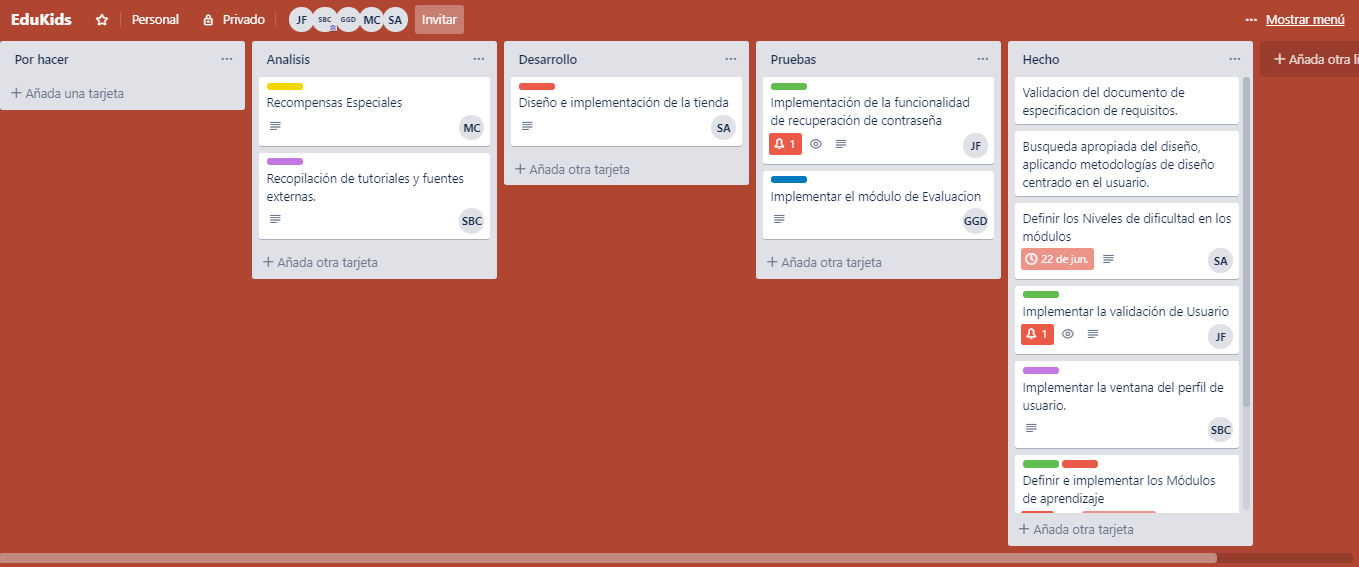 EduKids
Personal
Privado
JF
SBC
GGD
MC
SA
Invitar
Mostrar menú
Por hacer
+ Añada una tarjeta
Analisis
Recompensas Especiales
MC
Recopilación de tutoriales y fuentes
externas.
SBC
+ Añada otra tarjeta
Desarrollo
Diseño e implementación de la tienda
SA
+ Añada otra tarjeta
Pruebas
Implementación de la funcionalidad
de recuperación de contraseña
1
JF
Implementar el módulo de Evaluacion
GGD
+ Añada otra tarjeta
Hecho
Validacion del documento de
especificacion de requisitos.
Busqueda apropiada del diseño,
aplicando metodologías de diseño
centrado en el usuario.
Definir los Niveles de dificultad en los
módulos
22 de jun.
SA
Implementar la validación de Usuario
1
JF
Implementar la ventana del perfil de
usuario.
SBC
Definir e implementar los Módulos
de aprendizaje
+ Añada otra tarjeta
+ Añada otra li